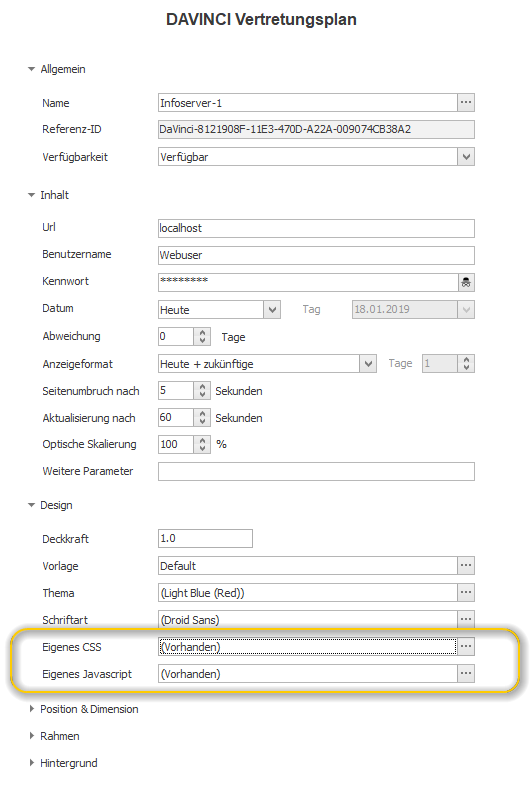 DAVINCI Vertretungsplan
Allgemein
Name Infoserver-1 ...
Referenz-ID DaVinci-8121908F-11E3-470D-A22A-009074CB38A2
Verfügbarkeit Verfügbar
Inhalt
Url localhost
Benutzername Webuser
Kennwort ********
Datum Heute Tag 18.01.2019
Abweichung 0 Tage
Anzeigeformat Heute + zukünftige Tage 1
Seitenumbruch nach 5 Sekunden
Aktualisierung nach 60 Sekunden
Optische Skalierung 100 %
Weitere Parameter
Design
Deckkraft 1.0
Vorlage Default ...
Thema (Light Blue (Red)) ...
Schriftart (Droid Sans) ...
Eigenes CSS (Vorhanden) ...
Eigenes Javascript (Vorhanden) ...
Position & Dimension
Rahmen
Hintergrund